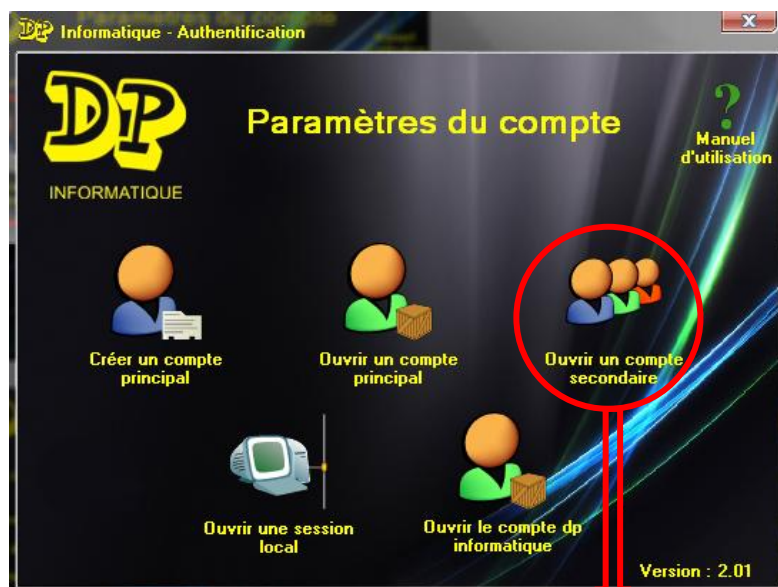 DP Informatique - Authentification
DP
INFORMATIQUE
Paramètres du compte
?
Manuel
d'utilisation
Créer un compte
principal
Ouvrir un compte
principal
Ouvrir un compte
secondaire
Ouvrir une session
local
Ouvrir le compte dp
informatique
Version : 2.01